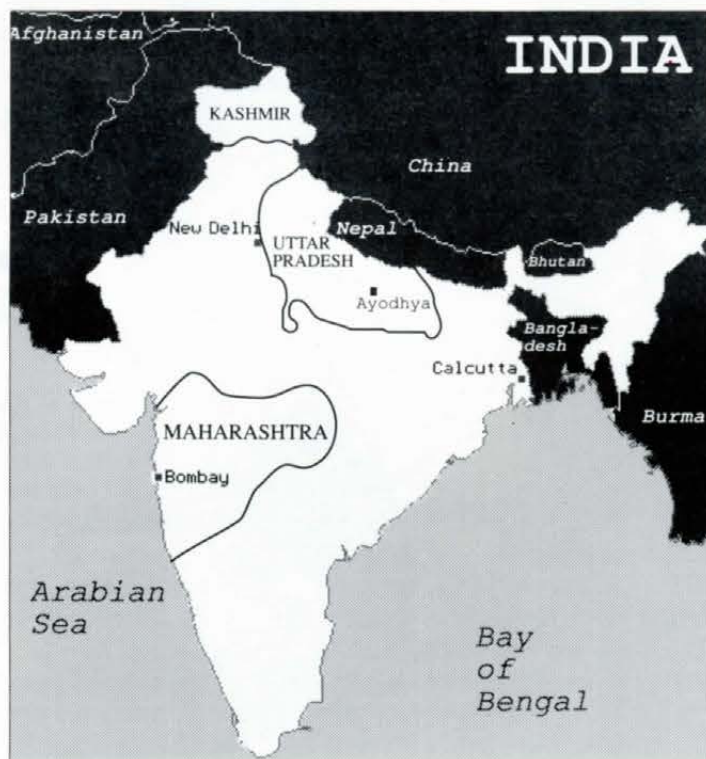 Afghanistan
INDIA
KASHMIR
China
Pakistan
New Delhi
Nepal
UTTAR
PRADESH
Bhutan
Ayodhya
Bangla-
desh
Calcutta
Burma
MAHARASHTRA
Bombay
Arabian
Sea
Bay
of
Bengal